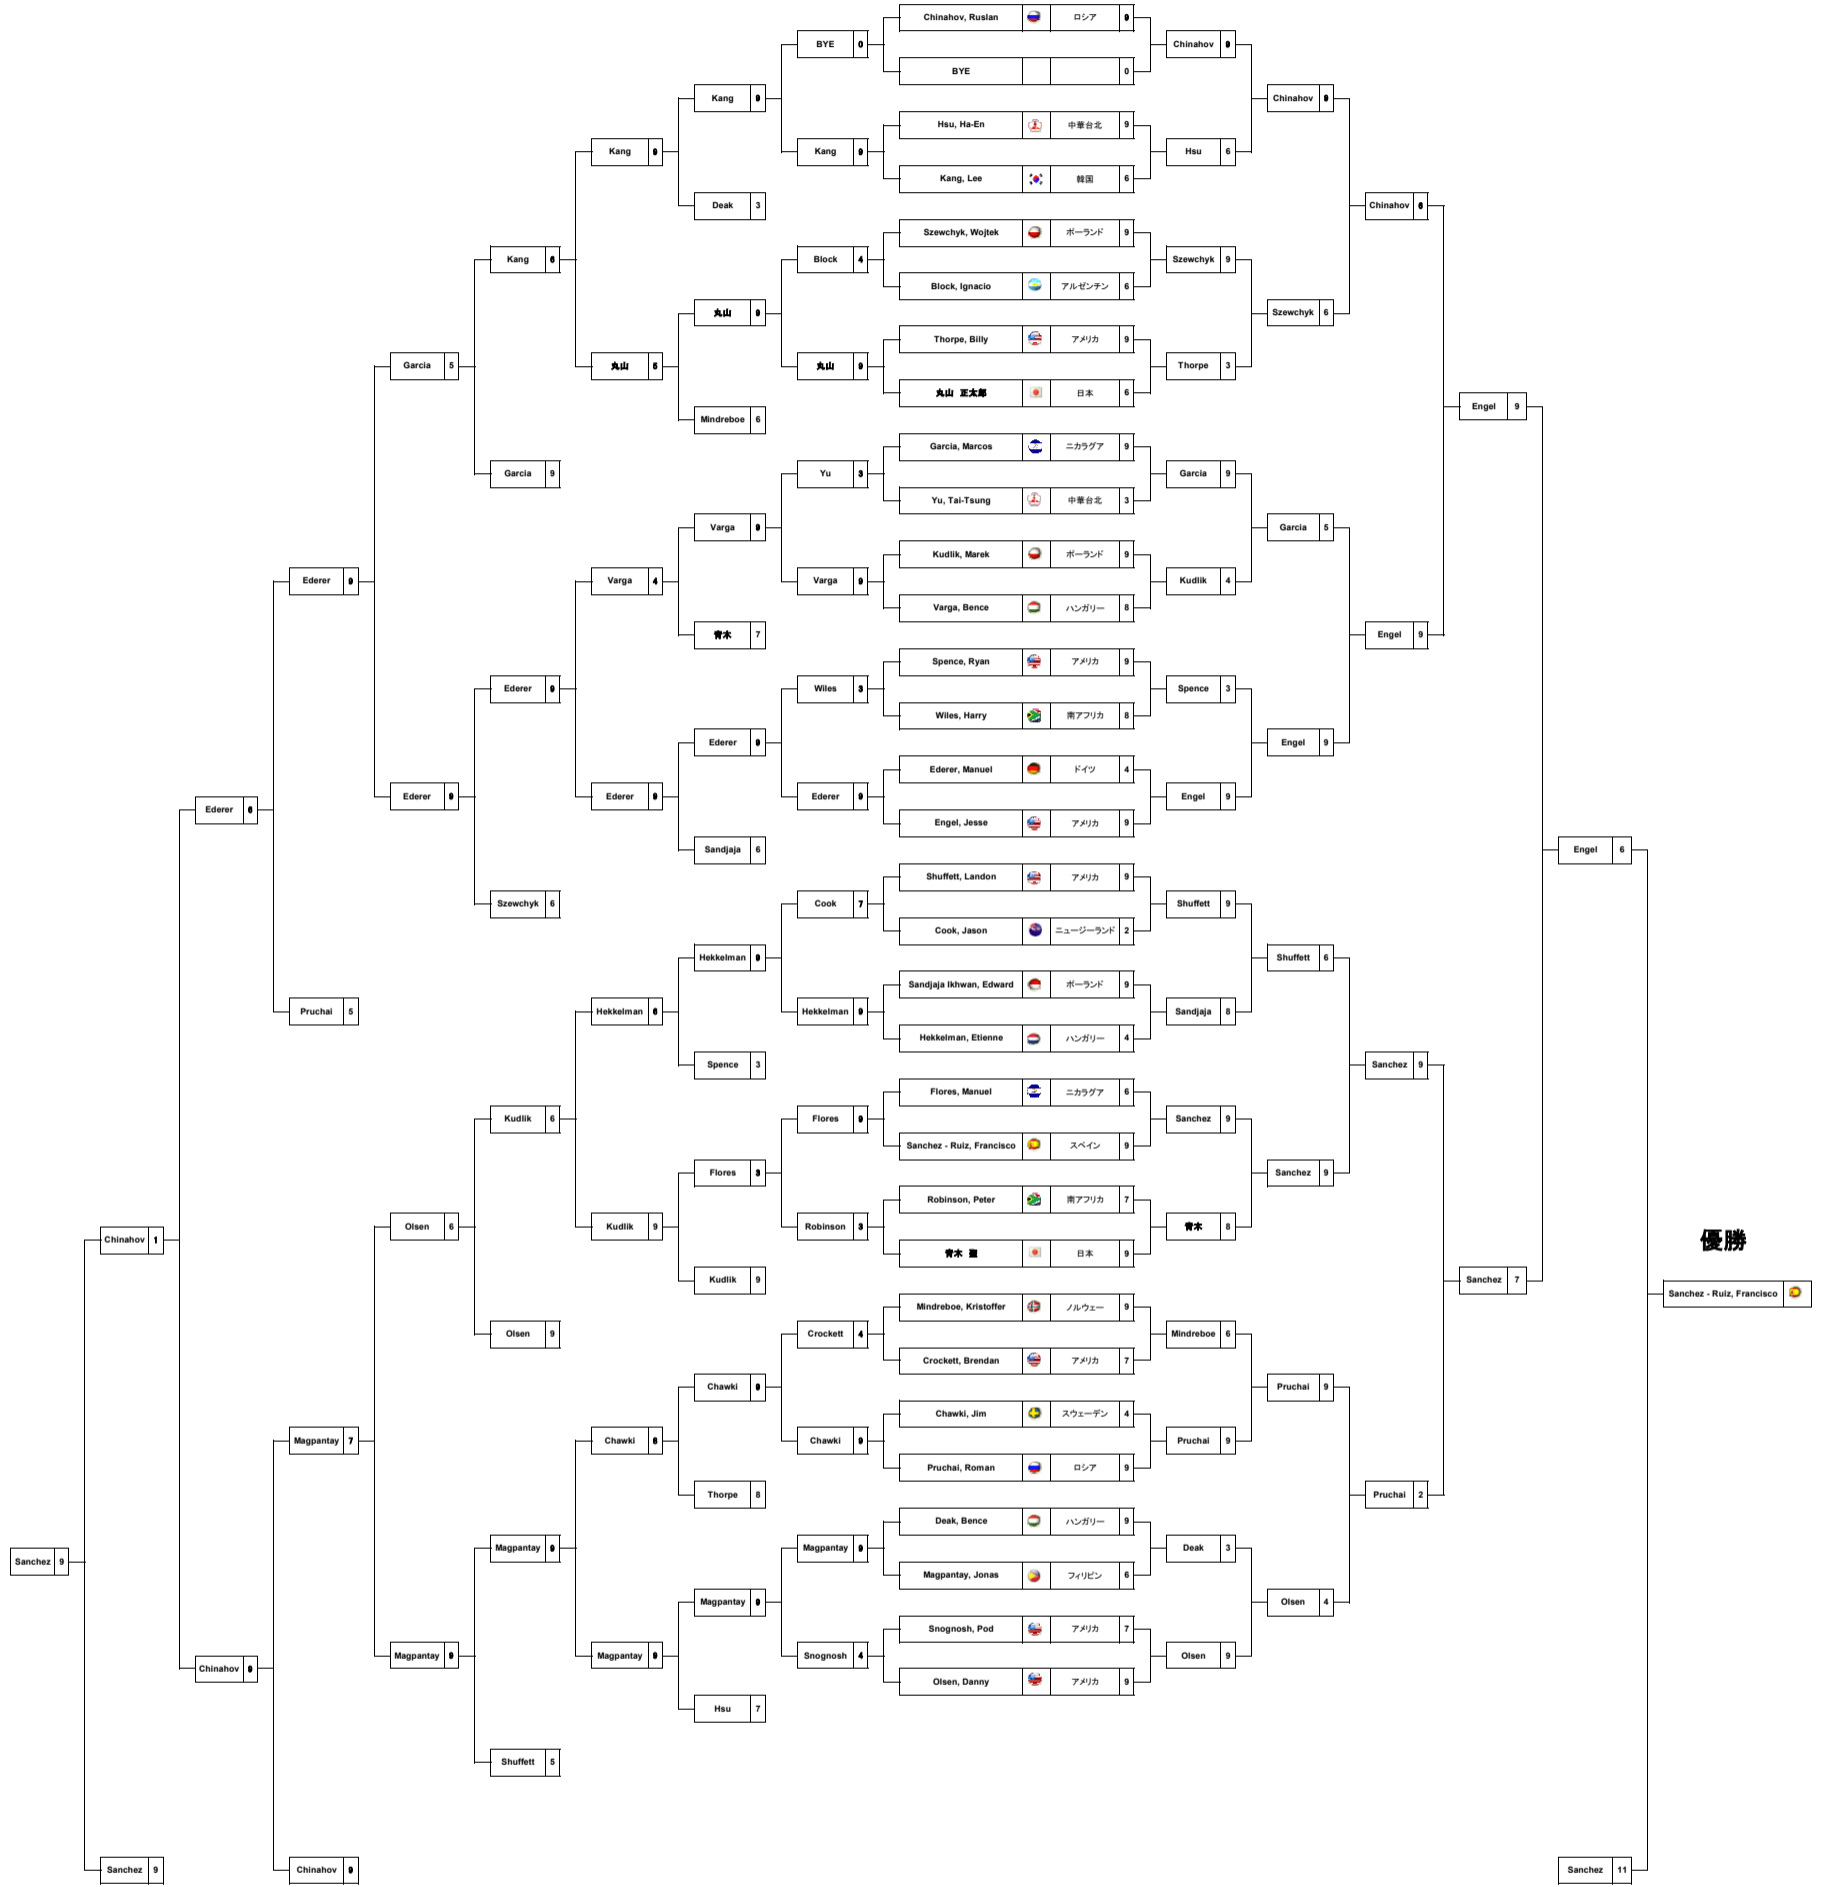 Chinahov, Ruslan ロシア 9
BYE 0 Chinahov 9
BYE 0
Kang 9 Chinahov 9
Hsu, Ha-En 中華台北 9
Kang 9 Kang 9 Hsu 6
Kang, Lee 韓国 6
Deak 3 Chinahov 6
Szewchyk, Wojtek ポーランド 9
Kang 6 Block 4 Szewchyk 9
Block, Ignacio アルゼンチン 6
丸山 9 Szewchyk 6
Thorpe, Billy アメリカ 9
Garcia 5 丸山 5 丸山 9 Thorpe 3
丸山 正太郎 日本 6
Engel 9
Mindreboe 6
Garcia, Marcos ニカラグア 9
Garcia 9 Yu 3 Garcia 9
Yu, Tai-Tsung 中華台北 3
Varga 9 Garcia 5
Kudlik, Marek ポーランド 9
Ederer 9 Varga 4 Varga 9 Kudlik 4
Varga, Bence ハンガリー 8
青木 7 Engel 9
Spence, Ryan アメリカ 9
Ederer 9 Wiles 3 Spence 3
Wiles, Harry 南アフリカ 8
Ederer 9 Engel 9
Ederer, Manuel ドイツ 4
Ederer 9 Ederer 9 Ederer 9 Engel 9
Ederer 6
Engel, Jesse アメリカ 9
Sandjaja 6 Engel 6
Shuffett, Landon アメリカ 9
Szewchyk 6 Cook 7 Shuffett 9
Cook, Jason ニュージーランド 2
Hekkelman 9 Shuffett 6
Sandjaja Ikhwan, Edward ポーランド 9
Pruchai 5 Hekkelman 6 Hekkelman 9 Sandjaja 8
Hekkelman, Etienne ハンガリー 4
Spence 3 Sanchez 9
Flores, Manuel ニカラグア 6
Kudlik 6 Flores 9 Sanchez 9
Sanchez - Ruiz, Francisco スペイン 9
Flores 3 Sanchez 9
Robinson, Peter 南アフリカ 7
Olsen 6 Kudlik 9 Robinson 3 青木 8
Chinahov 1 優勝
青木 聖 日本 9
Kudlik 9 Sanchez 7
Sanchez - Ruiz, Francisco
Mindreboe, Kristoffer ノルウェー 9
Olsen 9 Crockett 4 Mindreboe 6
Crockett, Brendan アメリカ 7
Chawki 9 Pruchai 9
Chawki, Jim スウェーデン 4
Magpantay 7 Chawki 6 Chawki 9 Pruchai 9
Pruchai, Roman ロシア 9
Thorpe 8 Pruchai 2
Deak, Bence ハンガリー 9
Magpantay 9 Magpantay 9 Deak 3
Sanchez 9
Magpantay, Jonas フィリピン 6
Magpantay 9 Olsen 4
Snognosh, Pod アメリカ 7
Magpantay 9 Magpantay 9 Snognosh 4 Olsen 9
Chinahov 9
Olsen, Danny アメリカ 9
Hsu 7
Shuffett 5
Sanchez 9 Chinahov 9 Sanchez 11